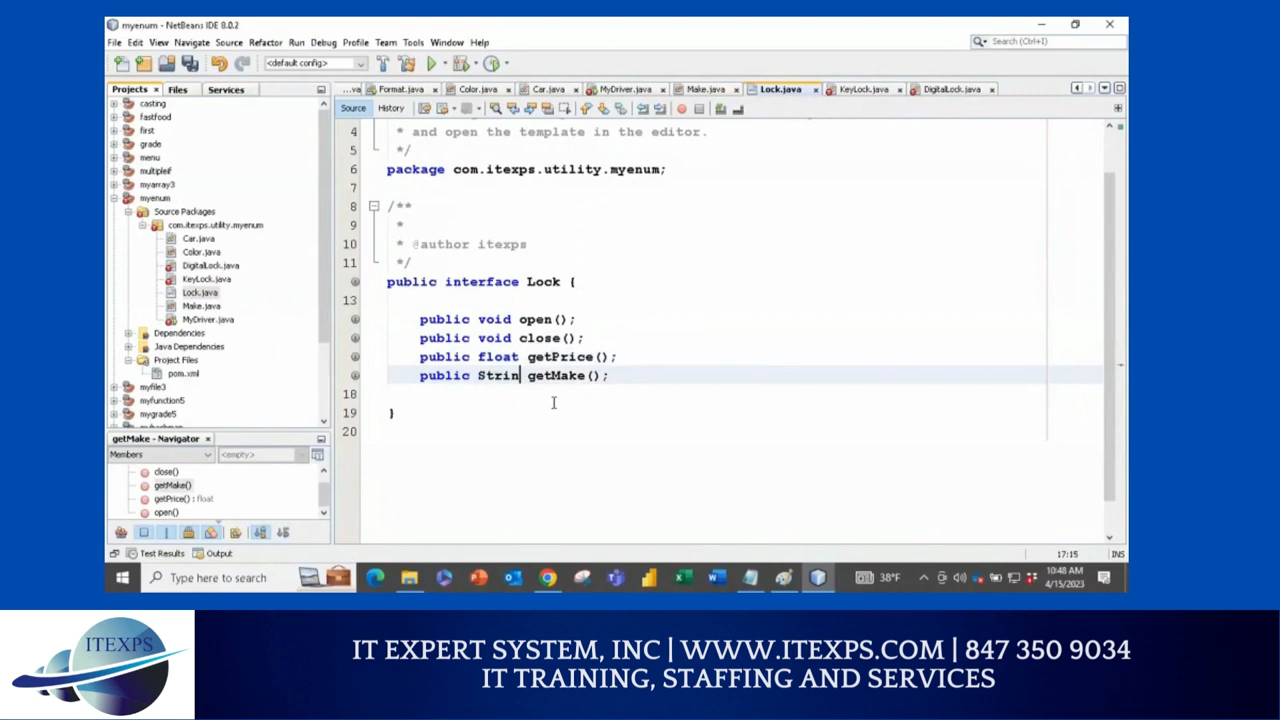 myenum - NetBeans IDE 8.0.2
File Edit View Navigate Source Refactor Run Debug Profile Team Tools Window Help
Search (Ctrl+I)
<default config>
Projects Files Services
...va Format.java Color.java Car.java MyDriver.java Make.java Lock.java KeyLock.java DigitalLock.java
Source History
casting
fastfood
first
grade
menu
multipleif
myarray3
myenum
Source Packages
com.itexps.utility.myenum
Car.java
Color.java
DigitalLock.java
KeyLock.java
Lock.java
Make.java
MyDriver.java
Dependencies
Java Dependencies
Project Files
pom.xml
myfile3
myfunction5
mygrade5
4 * and open the template in the editor.
5 */
6 package com.itexps.utility.myenum;
7
8 /**
9 *
10 * @author itexps
11 */
public interface Lock {
13
public void open();
public void close();
public float getPrice();
public Strin getMake();
18
19 }
20
getMake - Navigator
Members <empty>
close()
getMake()
getPrice() : float
open()
Test Results Output
17:15 INS
Type here to search
38°F
10:48 AM
4/15/2023
ITEXPS
IT EXPERT SYSTEM, INC | WWW.ITEXPS.COM | 847 350 9034
IT TRAINING, STAFFING AND SERVICES